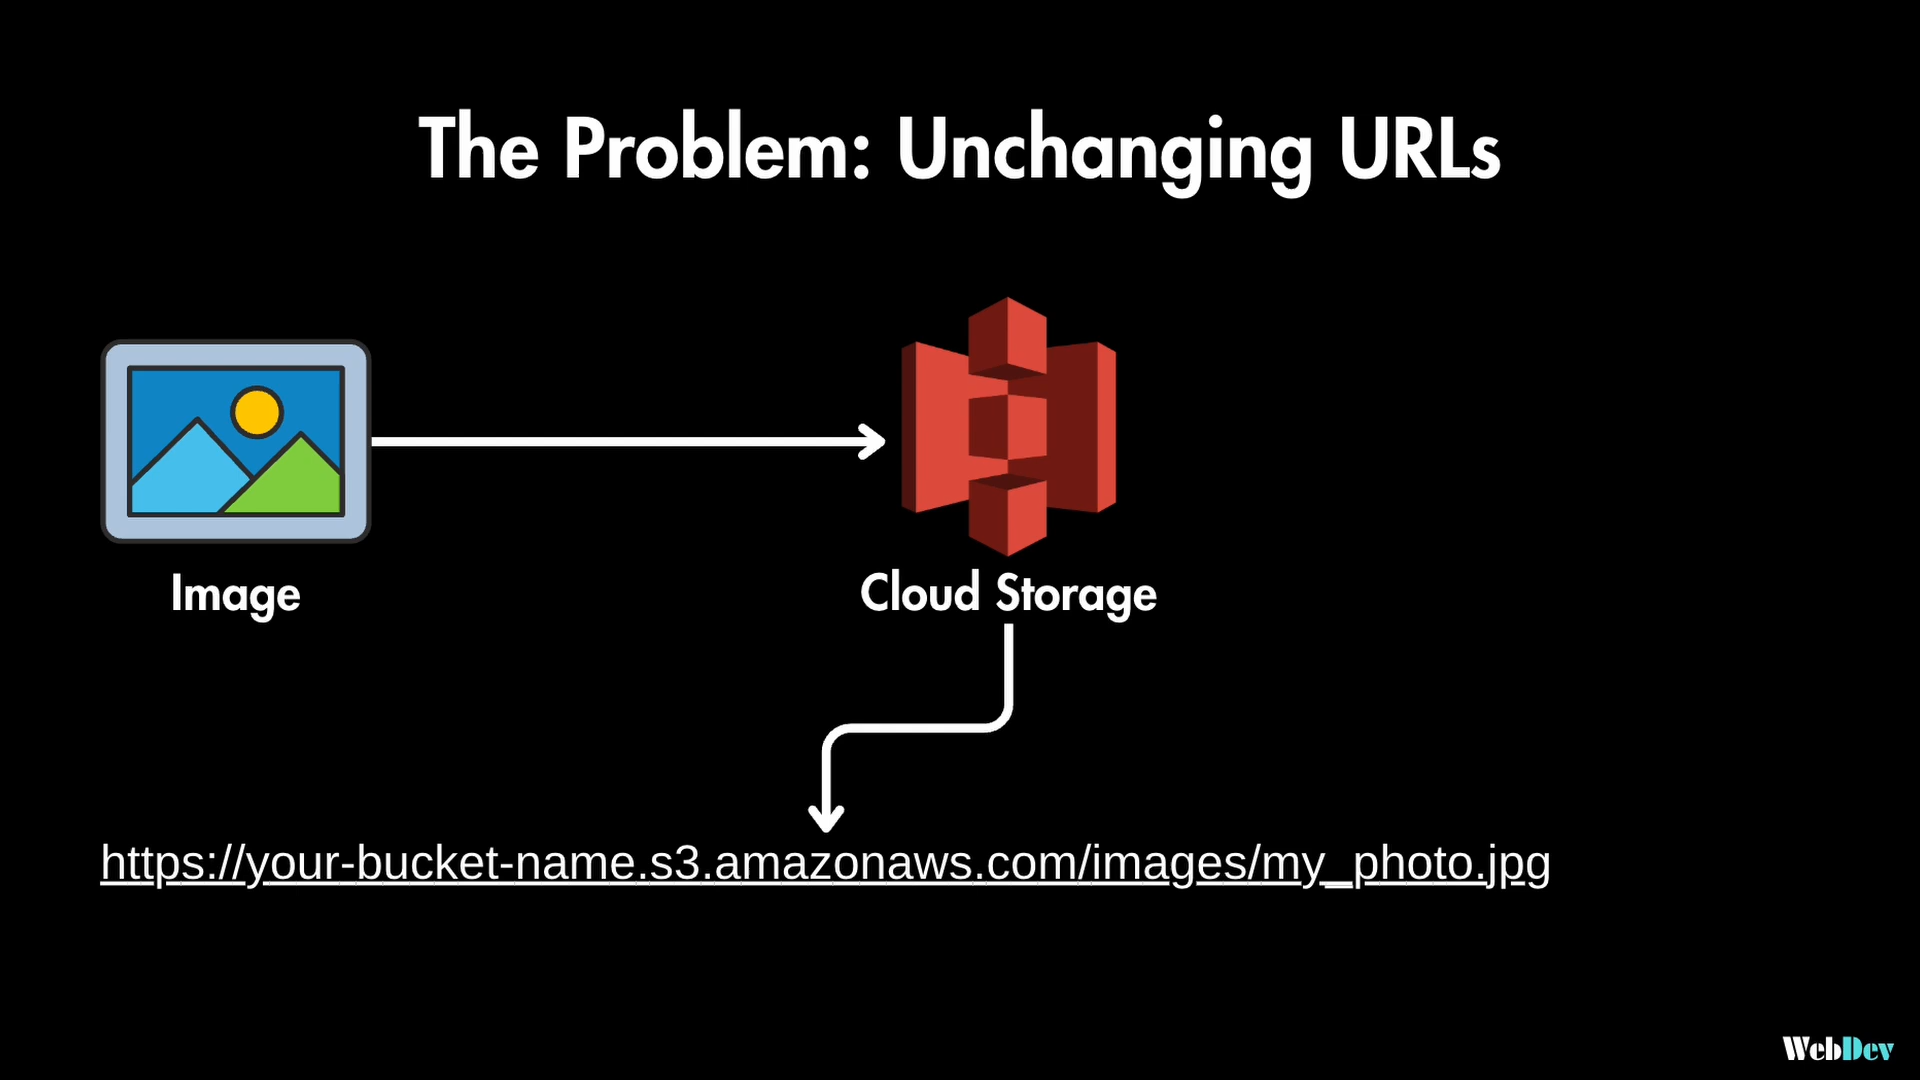 The Problem: Unchanging URLs
Image
Cloud Storage
https://your-bucket-name.s3.amazonaws.com/images/my_photo.jpg
WebDev